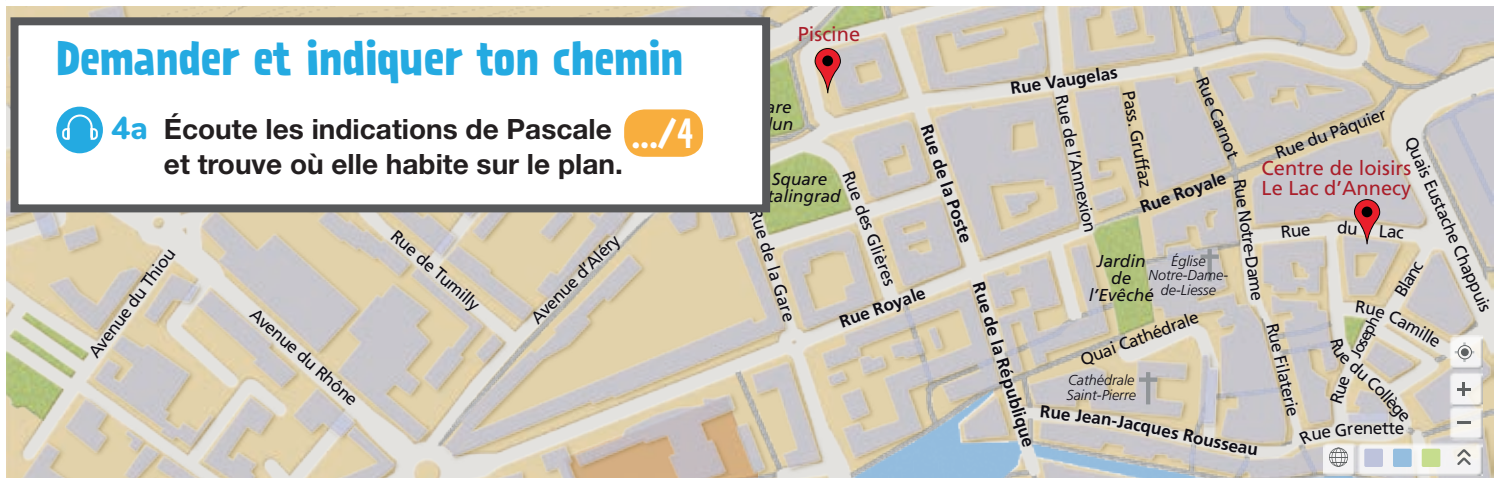 Demander et indiquer ton chemin
4a Écoute les indications de Pascale .../4
et trouve où elle habite sur le plan.
Piscine
Rue Vaugelas
Rue de l'Annexion
Pass. Gruffaz
Rue Carnot
Rue du Pâquier
Quais Eustache Chappuis
Centre de loisirs
Le Lac d'Annecy
Square
Rue des Glières
Rue de la Poste
Rue Royale
Rue Notre-Dame
Rue du Lac
Rue de la Gare
Avenue du Thiou
Rue de Tumilly
Avenue d'Aléry
Jardin
de
l'Evêché
Église
Notre-Dame-
de-Liesse
Rue Royale
Rue de la République
Avenue du Rhône
Quai Cathédrale
Rue Filaterie
Rue Joseph Blanc
Rue Camille
Rue du Collège
Cathédrale
Saint-Pierre
Rue Jean-Jacques Rousseau
Rue Grenette